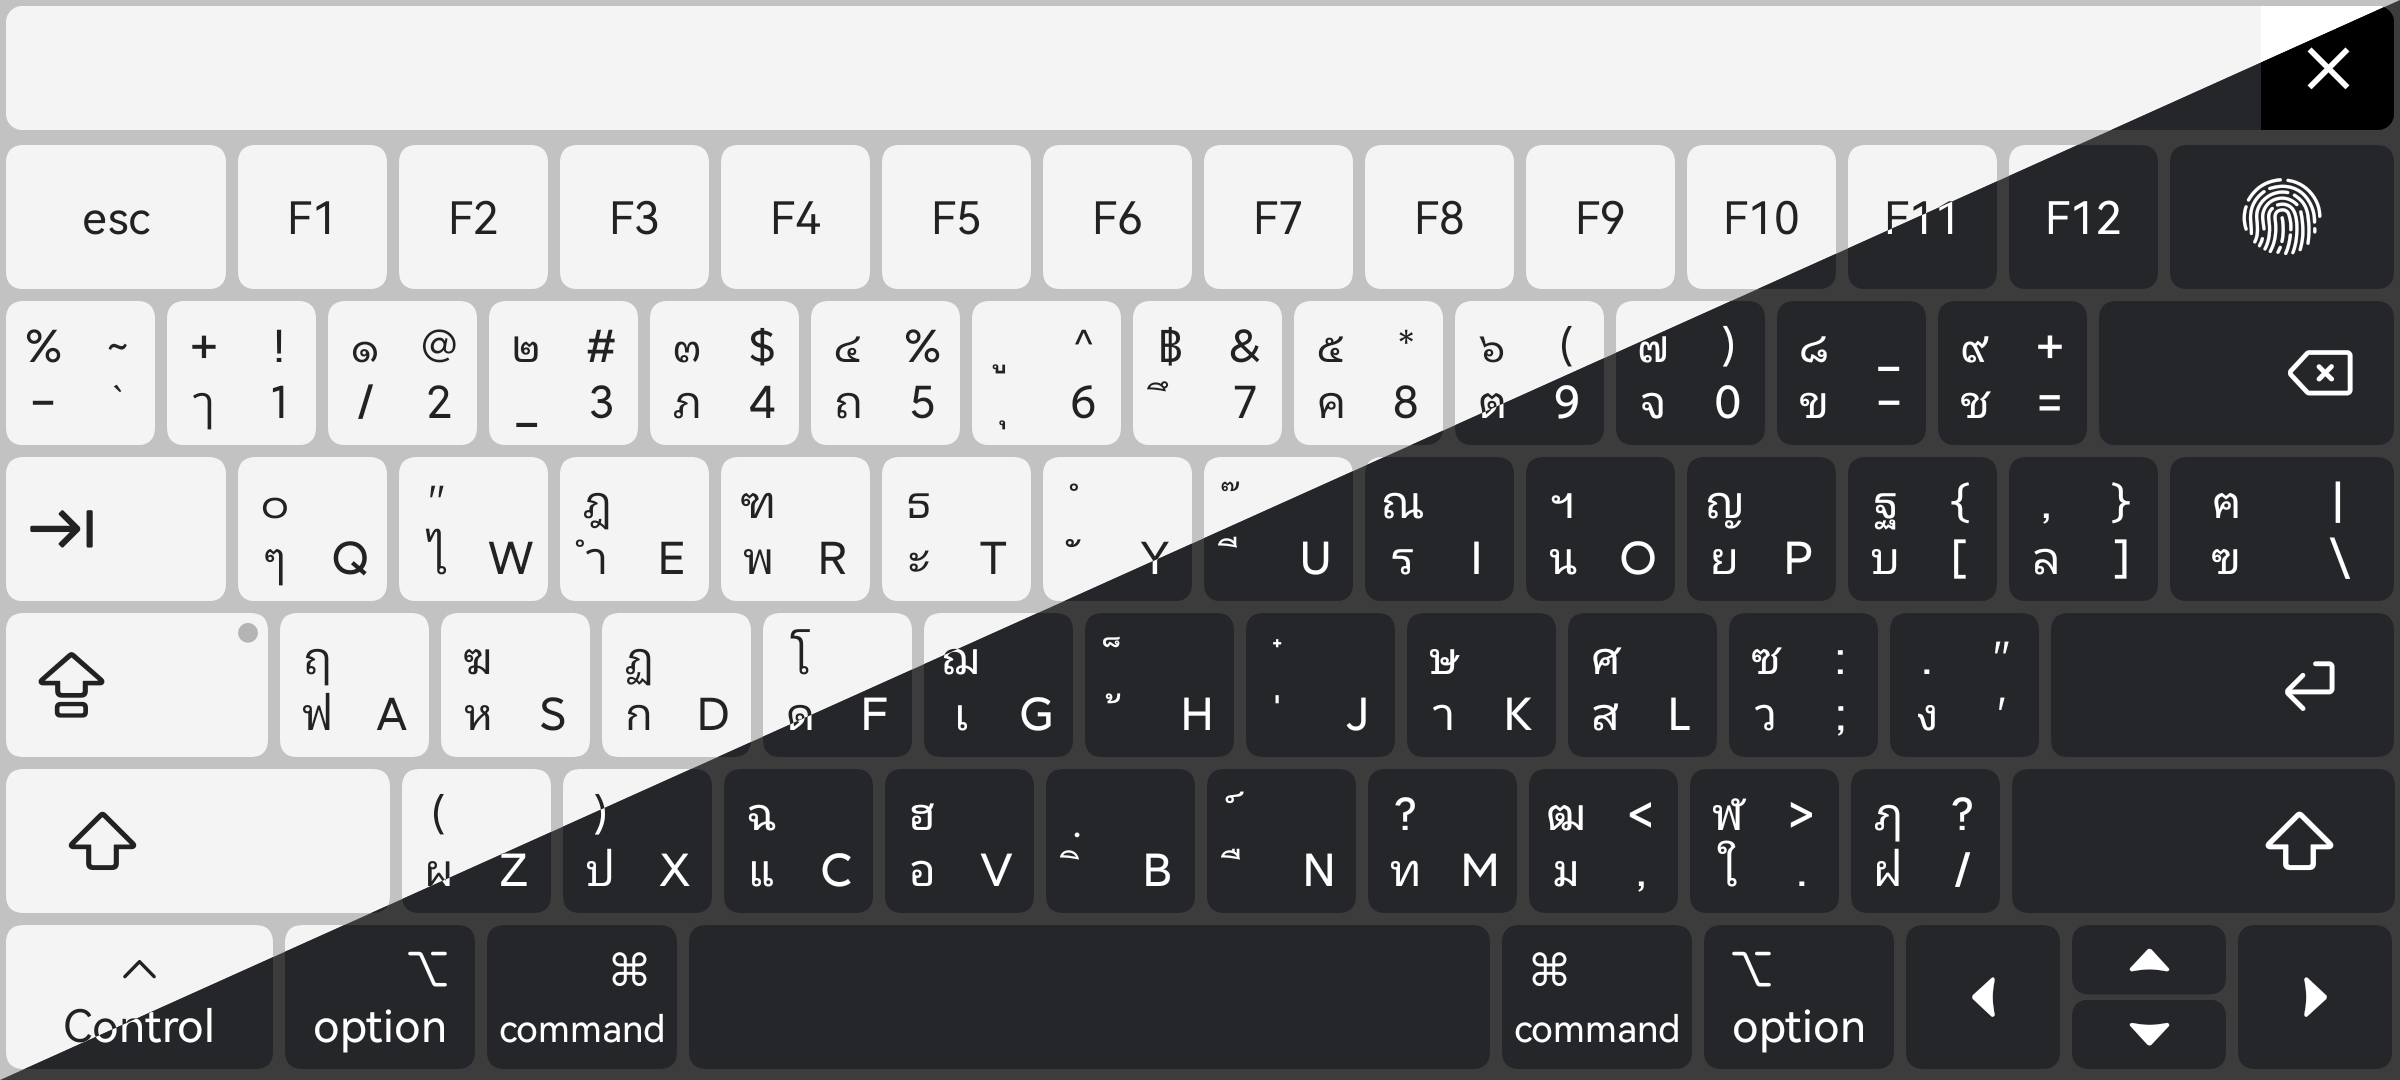 esc F1 F2 F3 F4 F5 F6 F7 F8 F9 F10 F11 F12
% ~ + ! ๑ @ ๒ # ๓ $ ๔ % ู ^ ฿ & ๕ * ๖ ( ๗ ) ๘ _ ๙ +
- ` ๅ 1 / 2 _ 3 ภ 4 ถ 5 ุ 6 ึ 7 ค 8 ต 9 จ 0 ข - ช =
๐ " ฎ ฑ ธ ํ ๊ ณ ฯ ญ ฐ { , } ฅ |
ๆ Q ไ W ำ E พ R ะ T ั Y ี U ร I น O ย P บ [ ล ] ฃ \
ฤ ฆ ฏ โ ฌ ็ ๋ ษ ศ ซ : . "
ฟ A ห S ก D ด F เ G ้ H ่ J า K ส L ว ; ง '
( ) ฉ ฮ ฺ ์ ? ฒ < ฬ > ฦ ?
ผ Z ป X แ C อ V ิ B ื N ท M ม , ใ . ฝ /
^ ⌥ ⌘ ⌘ ⌥
Control option command command option